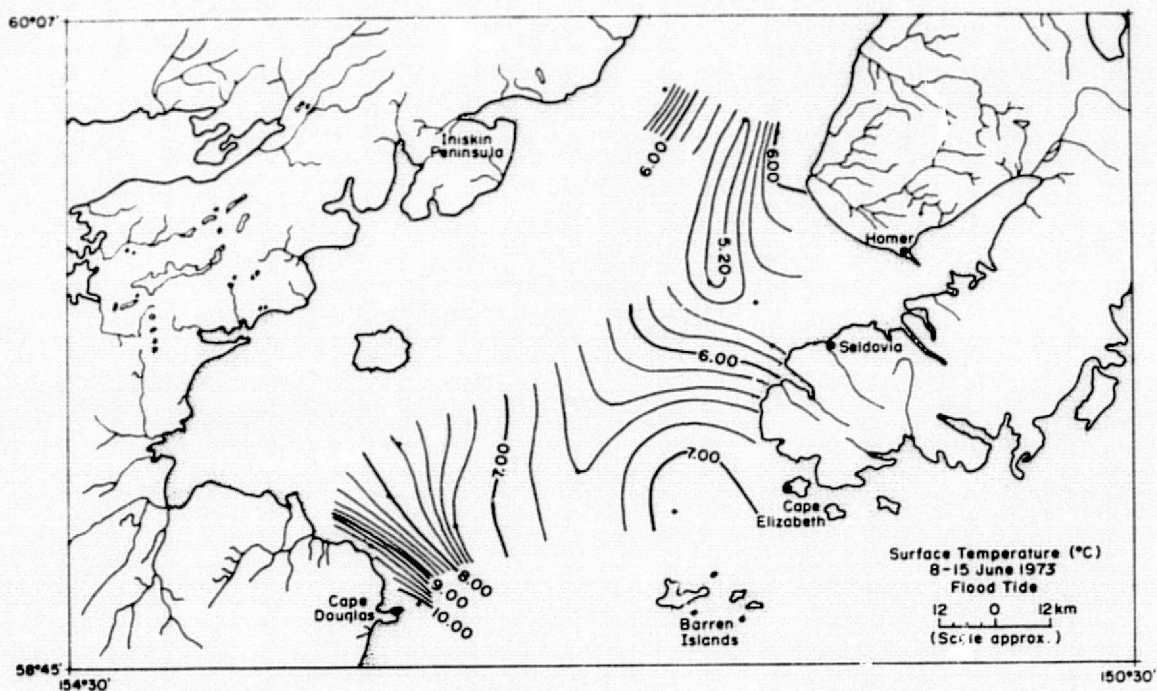 60°07'
Iniskin
Peninsula
6.00
6.00
5.20
Homer
6.00
Seldovia
7.00
7.00
Cape
Elizabeth
8.00
9.00
10.00
Cape
Douglas
Barren
Islands
Surface Temperature (°C)
8-15 June 1973
Flood Tide
12 0 12 km
(Scale approx.)
58°45'
154°30'
150°30'